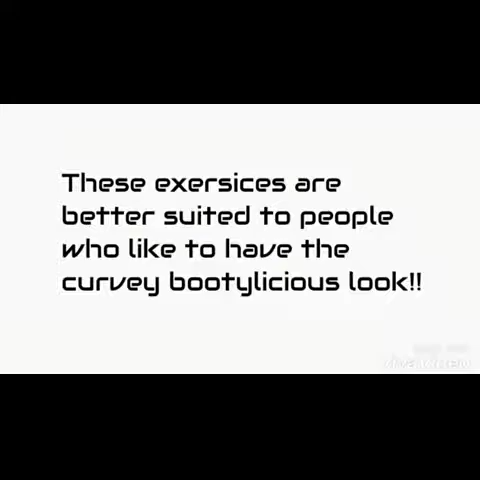 These exersices are
better suited to people
who like to have the
curvey bootylicious look!!